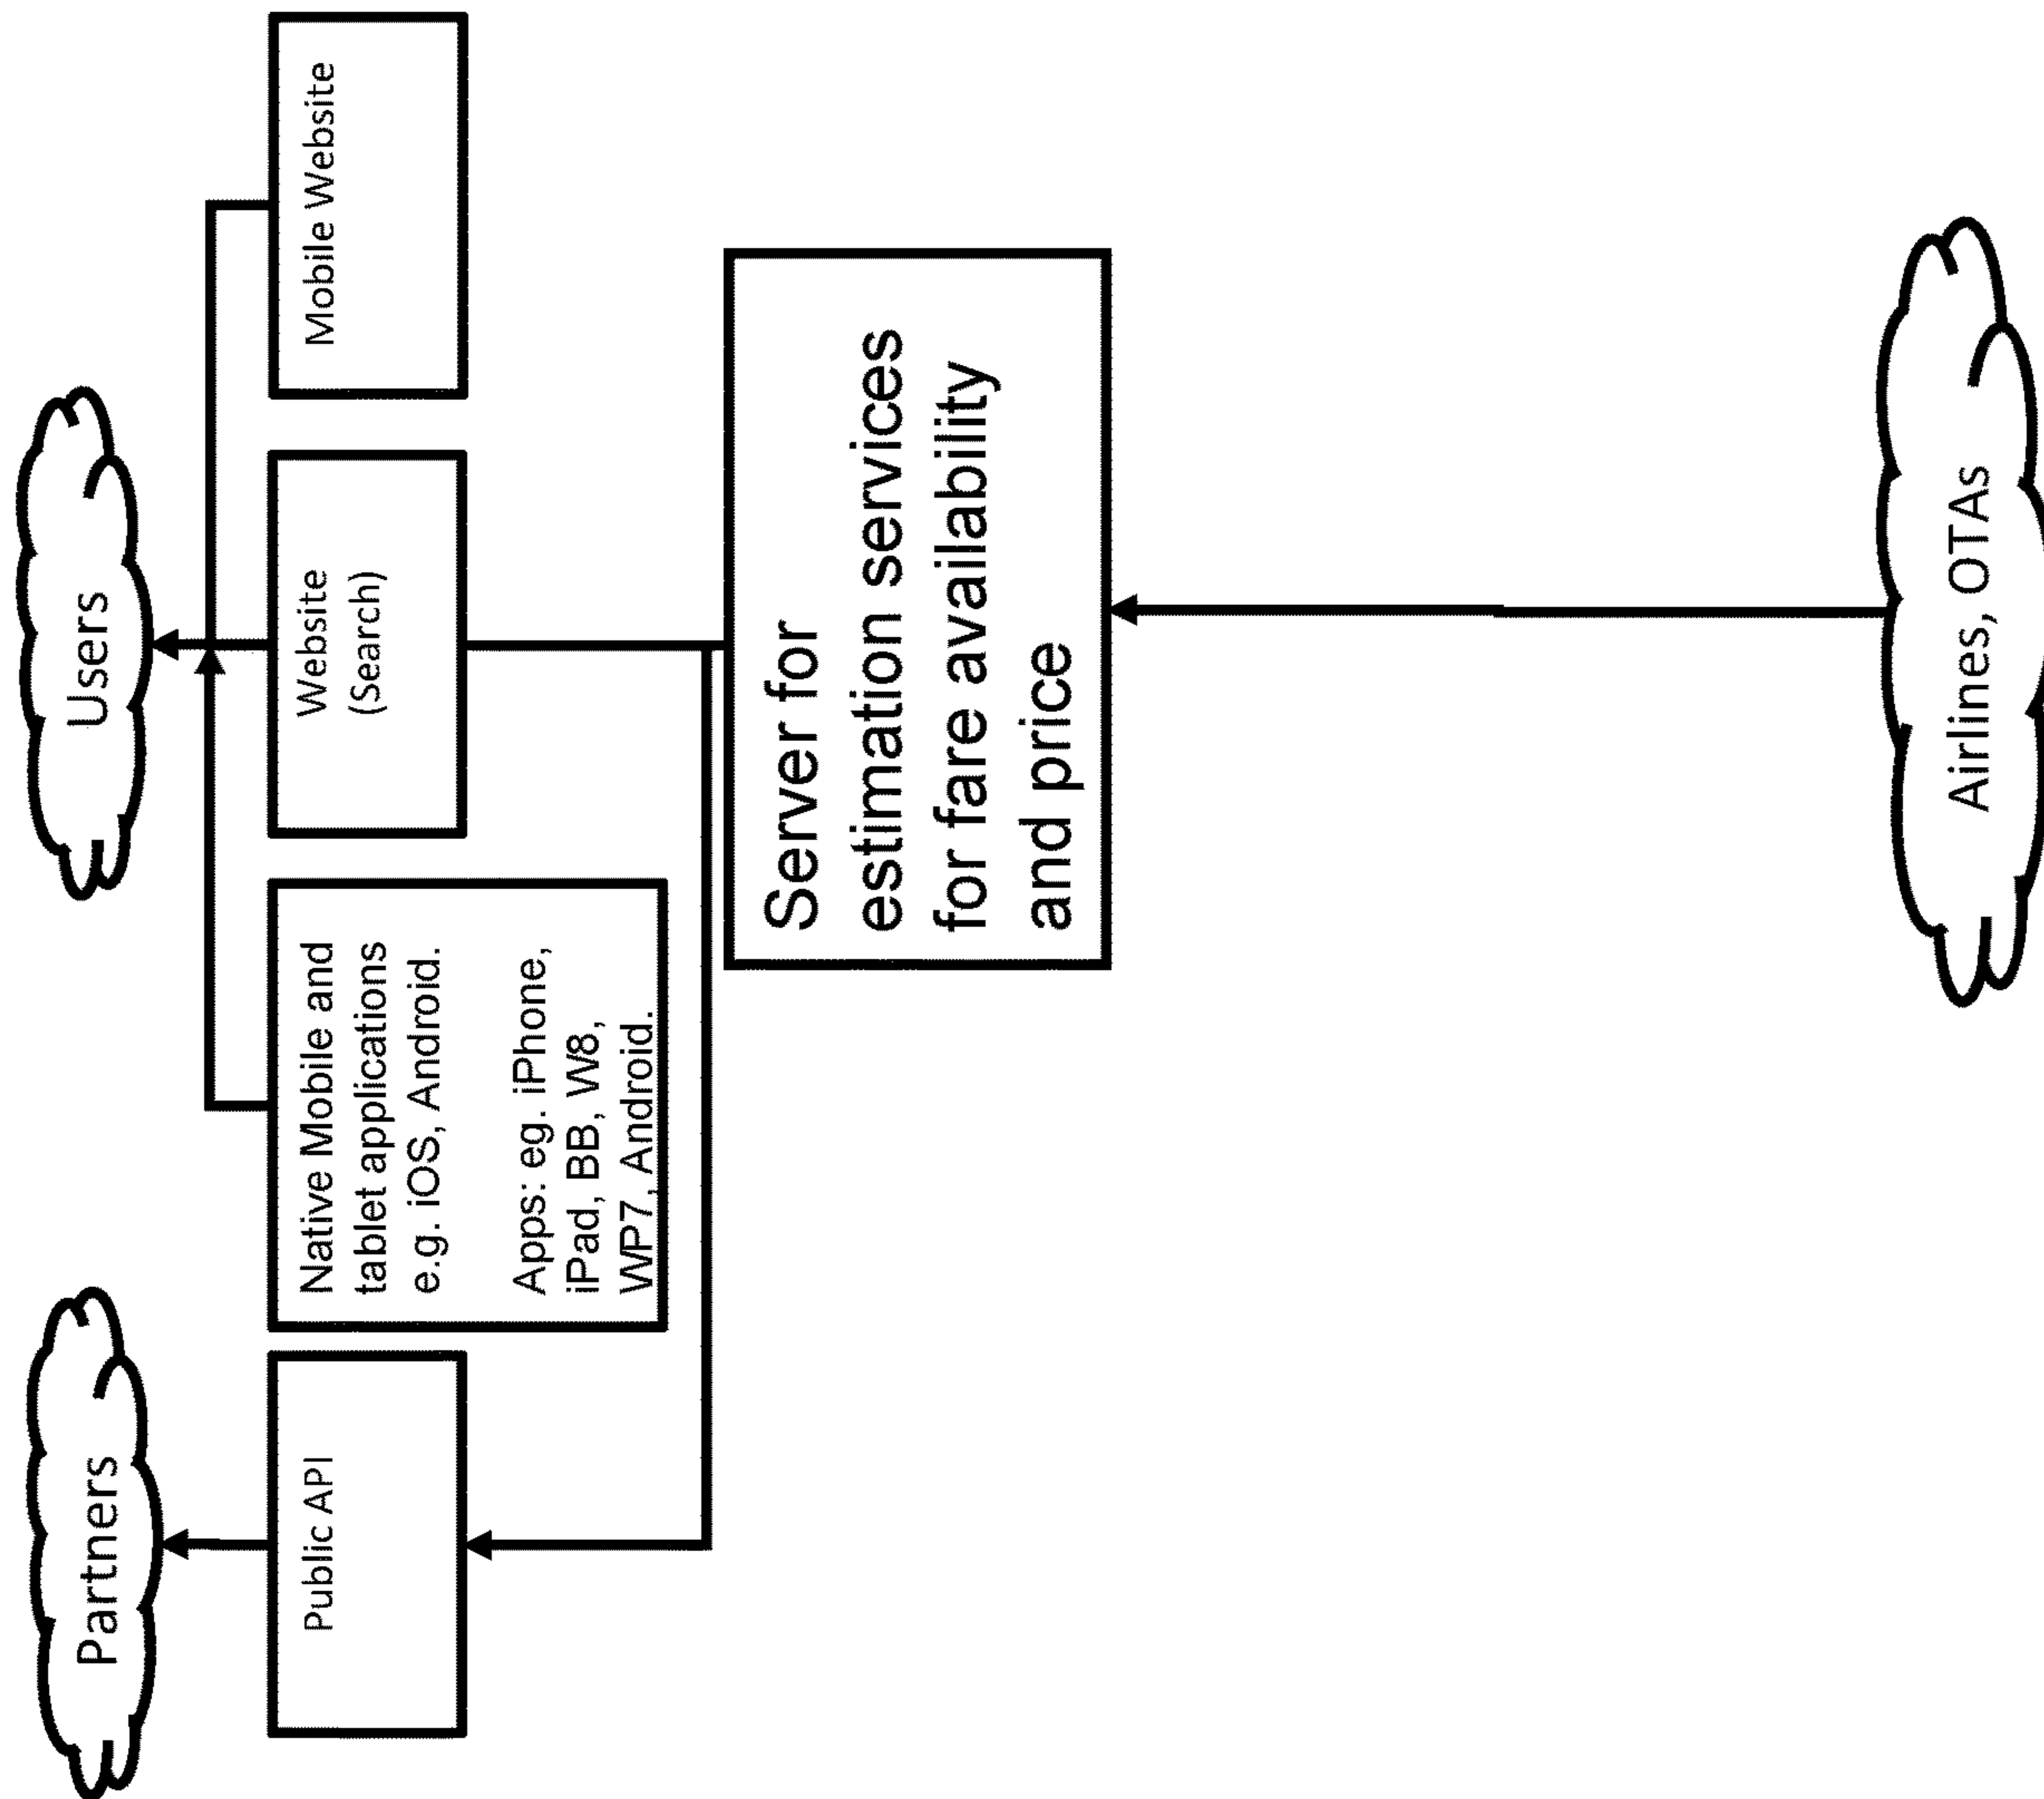 Partners
Users
Public API
Native Mobile and
tablet applications
e.g. iOS, Android.
Apps: eg. iPhone,
iPad, BB, W8,
WP7, Android.
Website
(Search)
Mobile Website
Server for
estimation services
for fare availability
and price
Airlines, OTAs